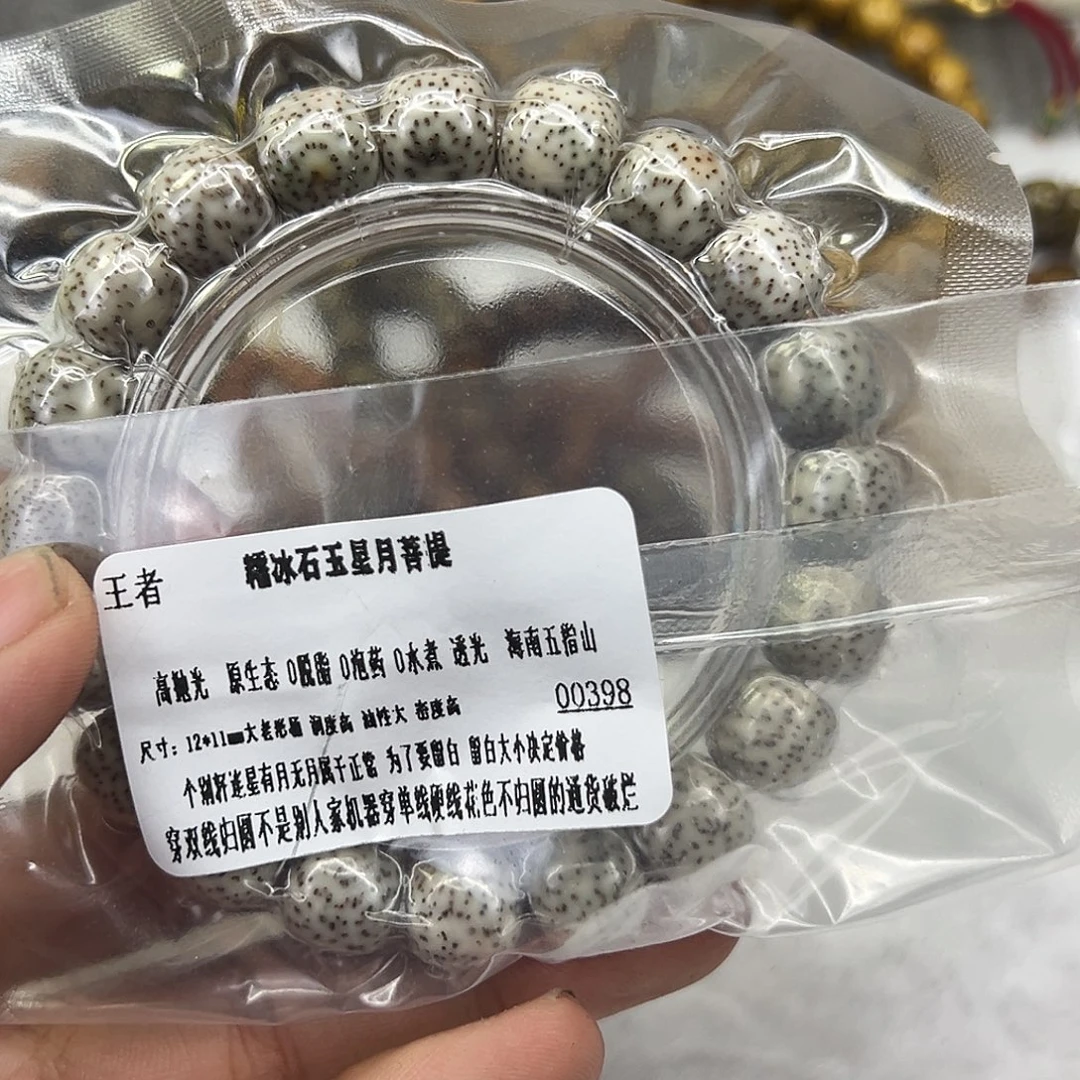 王者
糯冰石玉星月菩提
高抛光 原生态 0脱脂 0泡药 0水煮 透光 海南五指山
00398
尺寸: 12*11mm大老形桶 润度高 油性大 密度高
个别籽连星有月无月属于正常 为了要留白 留白大小决定价格
穿双线归圆不是别人家机器穿单线硬线花色不归圆的通货破烂